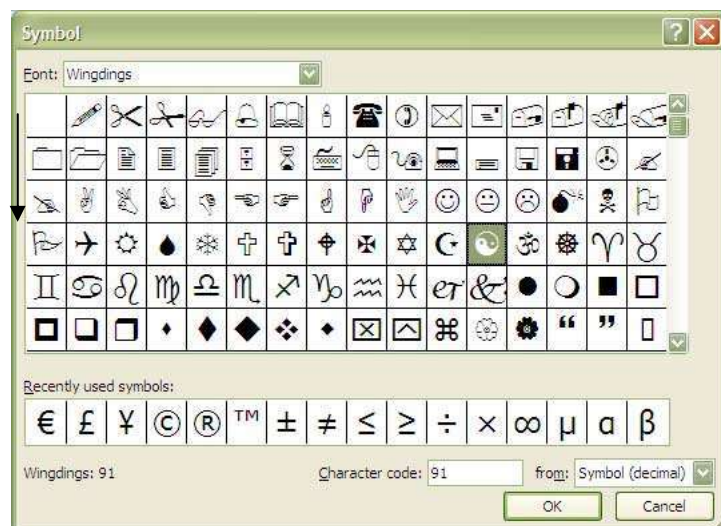 Symbol
Font: Wingdings
Recently used symbols:
€ £ ¥ © ® ™ ± ≠ ≤ ≥ ÷ × ∞ µ α β
Wingdings: 91 Character code: 91 from: Symbol (decimal)
OK Cancel